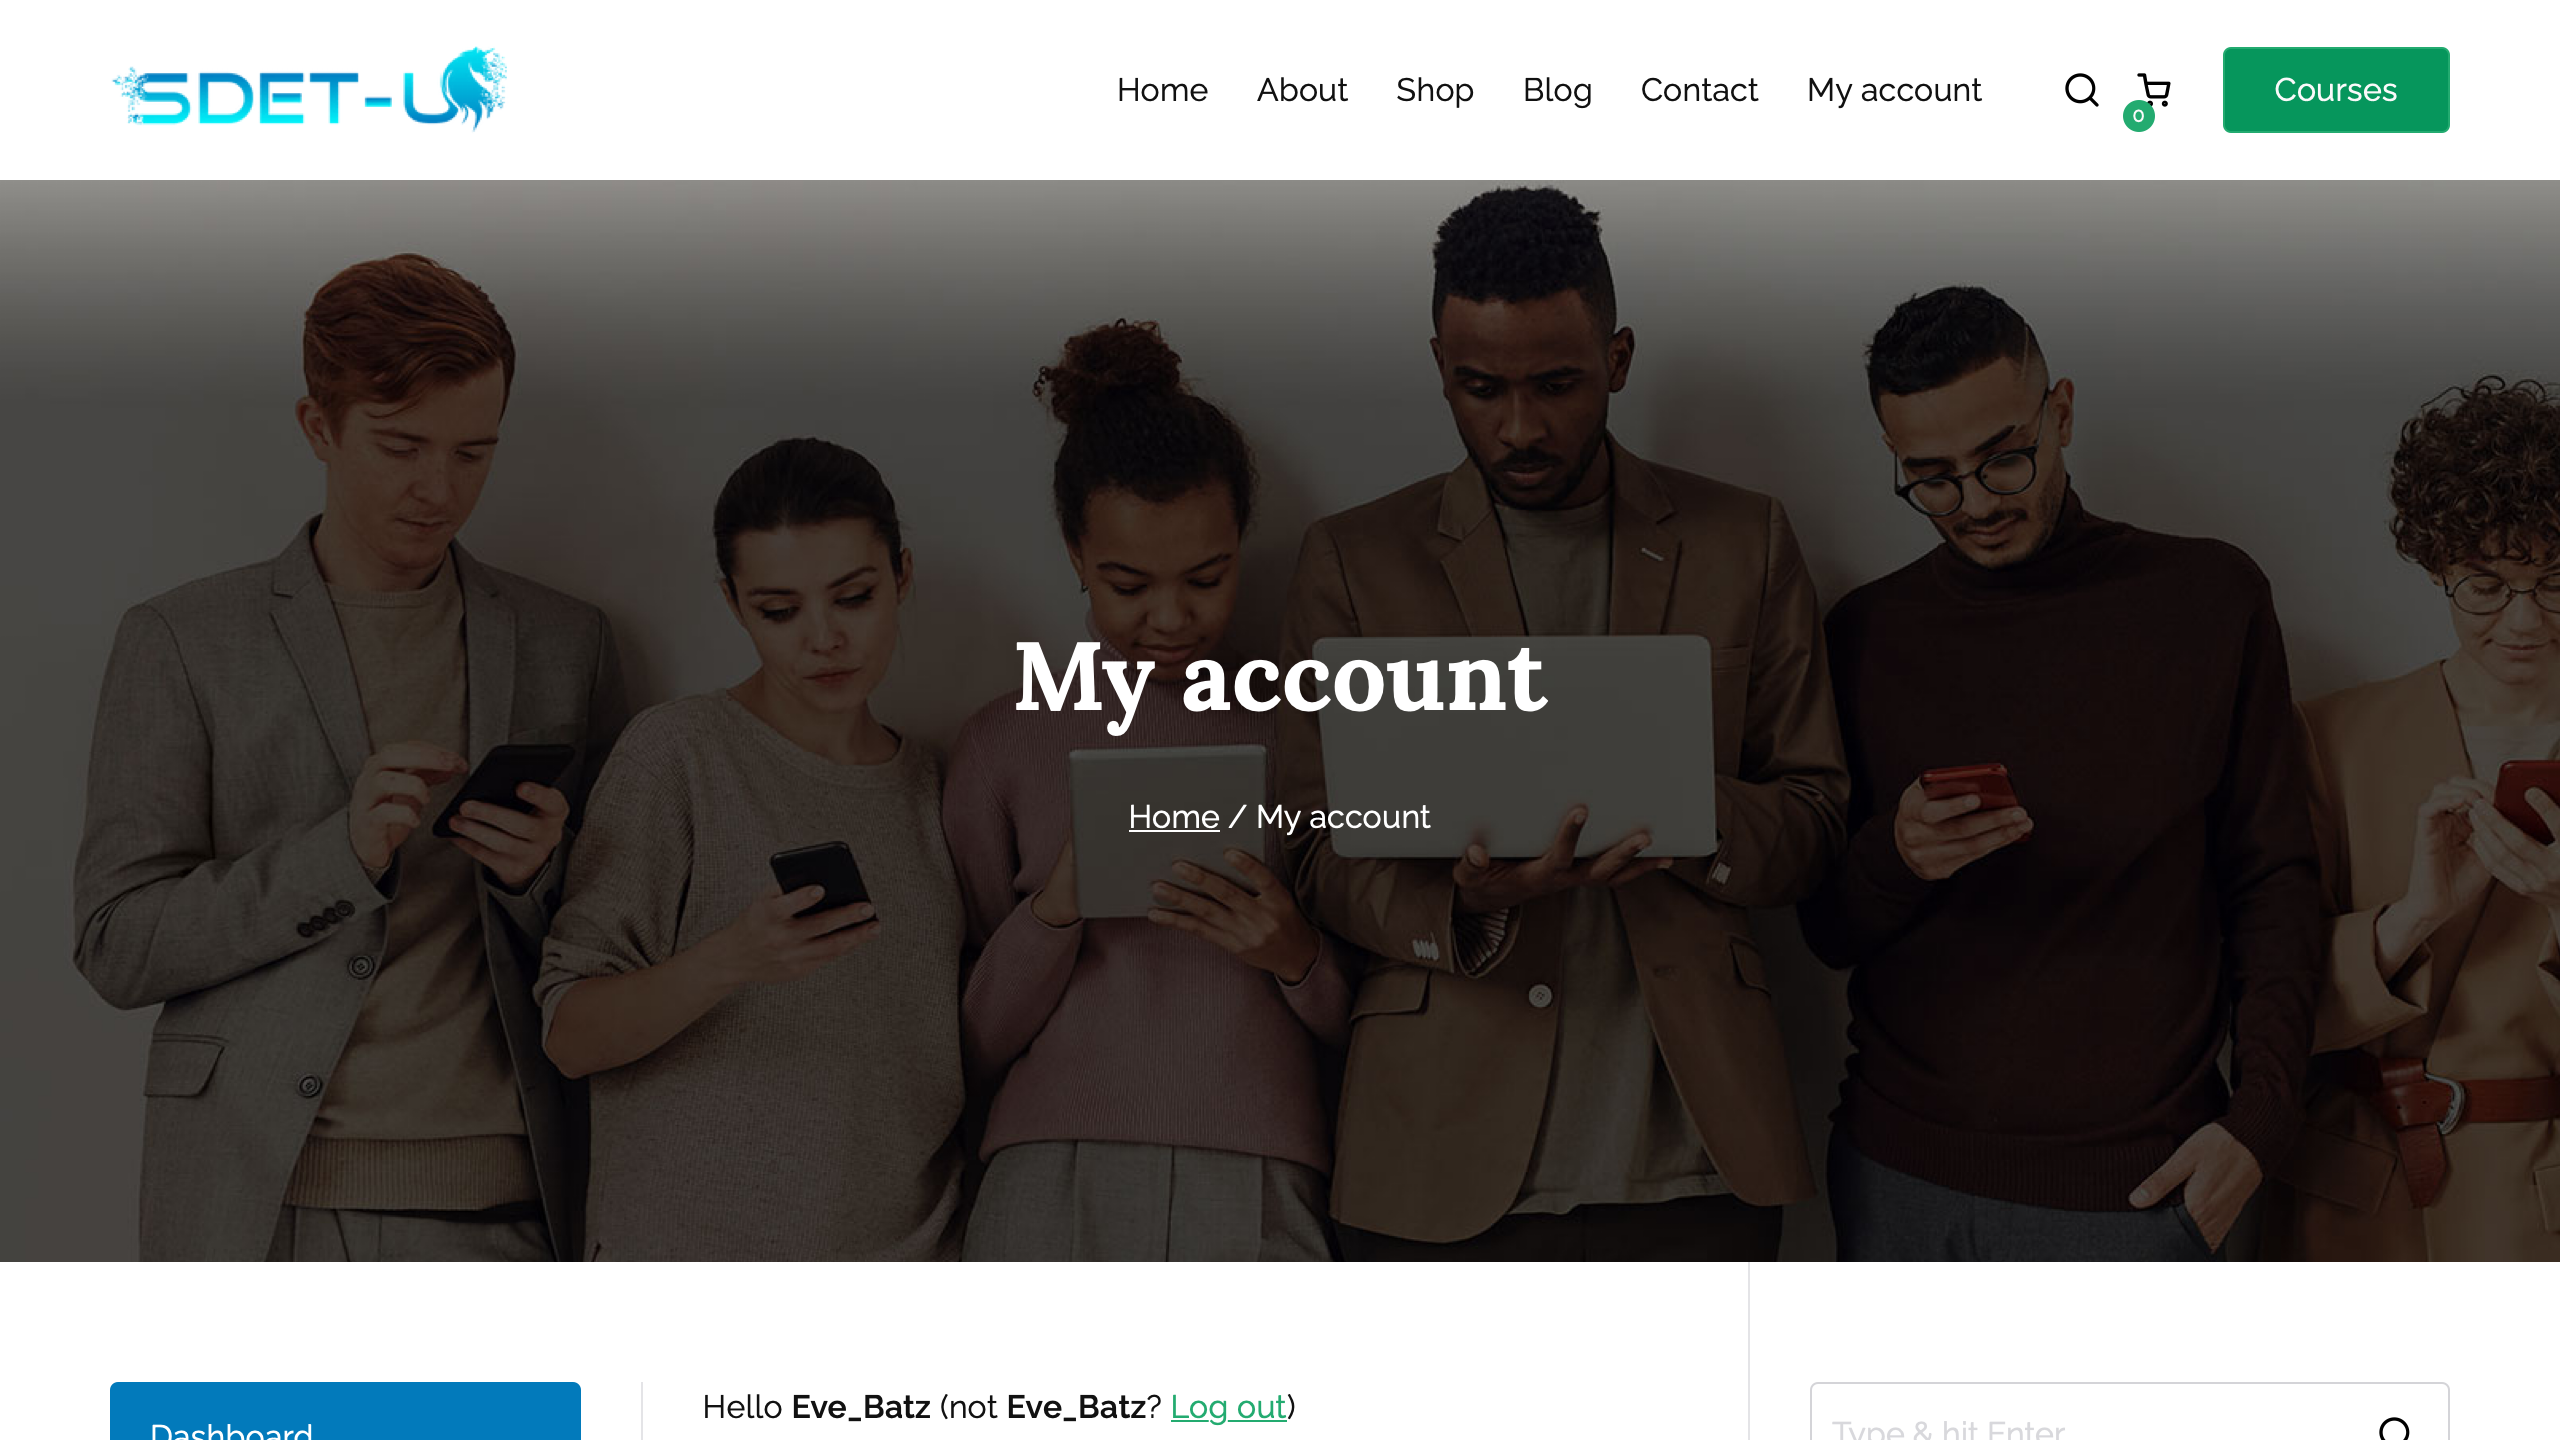 SDET-U
Home About Shop Blog Contact My account
0
Courses
My account
Home / My account
Dashboard
Hello Eve_Batz (not Eve_Batz? Log out)
Type & hit Enter